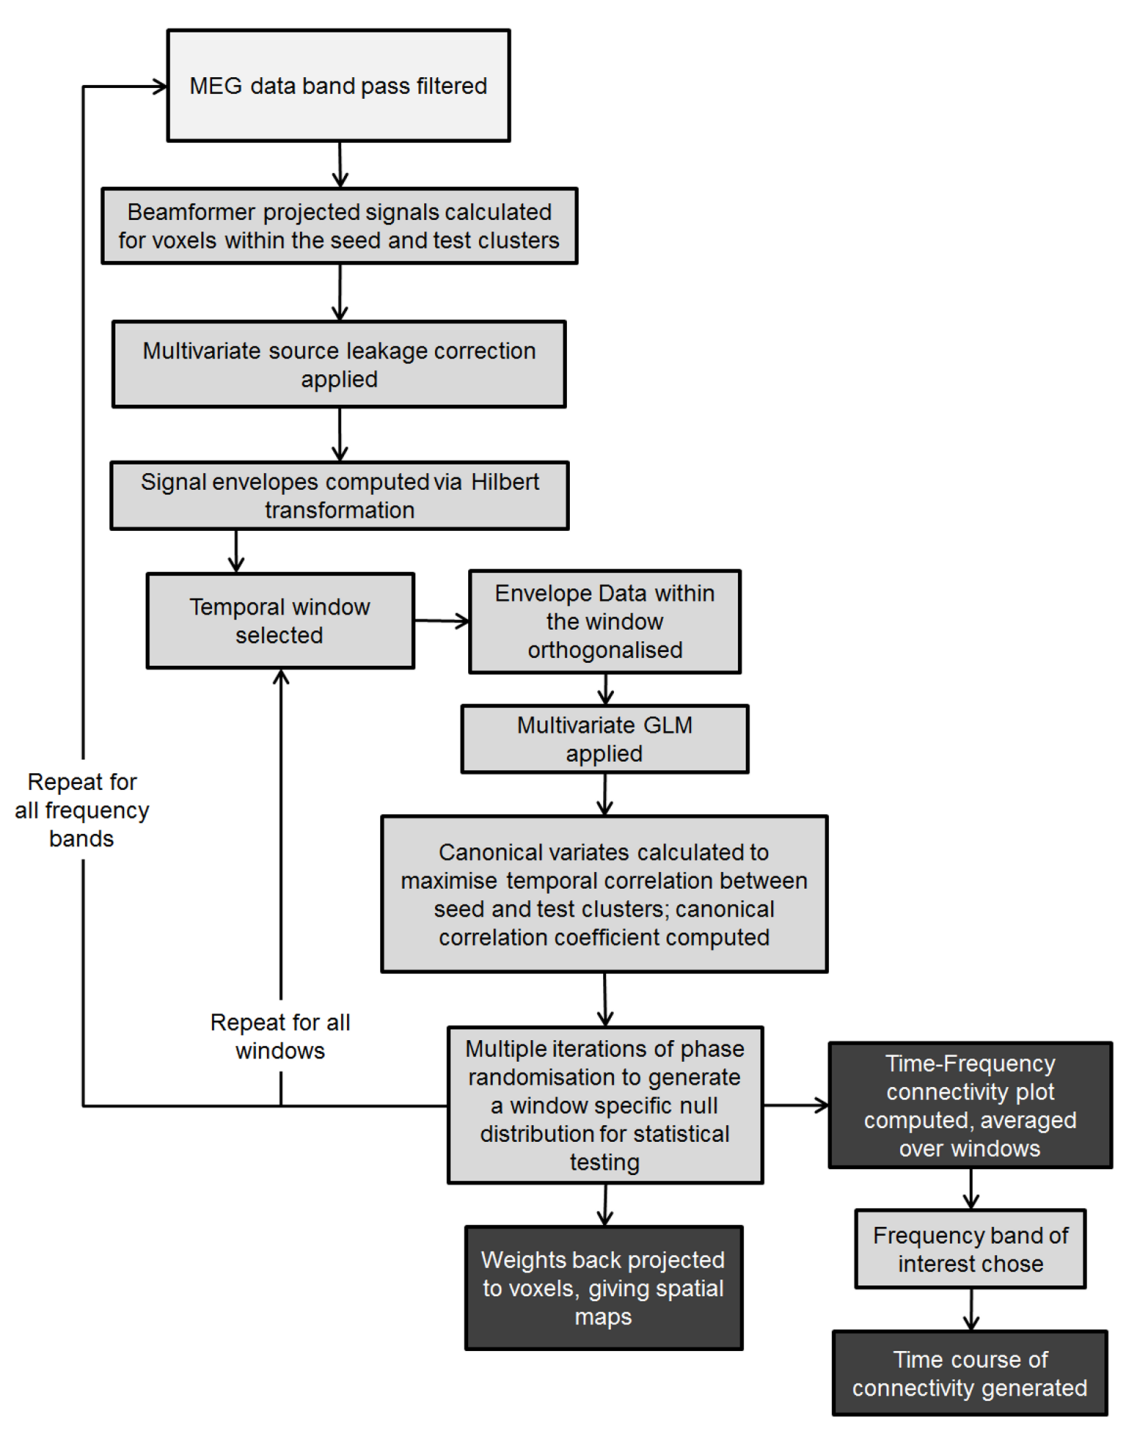 MEG data band pass filtered
Beamformer projected signals calculated
for voxels within the seed and test clusters
Multivariate source leakage correction
applied
Signal envelopes computed via Hilbert
transformation
Temporal window
selected
Envelope Data within
the window
orthogonalised
Multivariate GLM
applied
Repeat for
all frequency
bands
Canonical variates calculated to
maximise temporal correlation between
seed and test clusters; canonical
correlation coefficient computed
Repeat for all
windows
Multiple iterations of phase
randomisation to generate
a window specific null
distribution for statistical
testing
Time-Frequency
connectivity plot
computed, averaged
over windows
Frequency band of
interest chose
Weights back projected
to voxels, giving spatial
maps
Time course of
connectivity generated